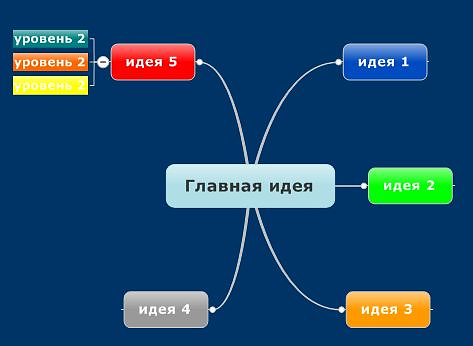 уровень 2
уровень 2
уровень 2
идея 5
идея 1
Главная идея
идея 2
идея 4
идея 3